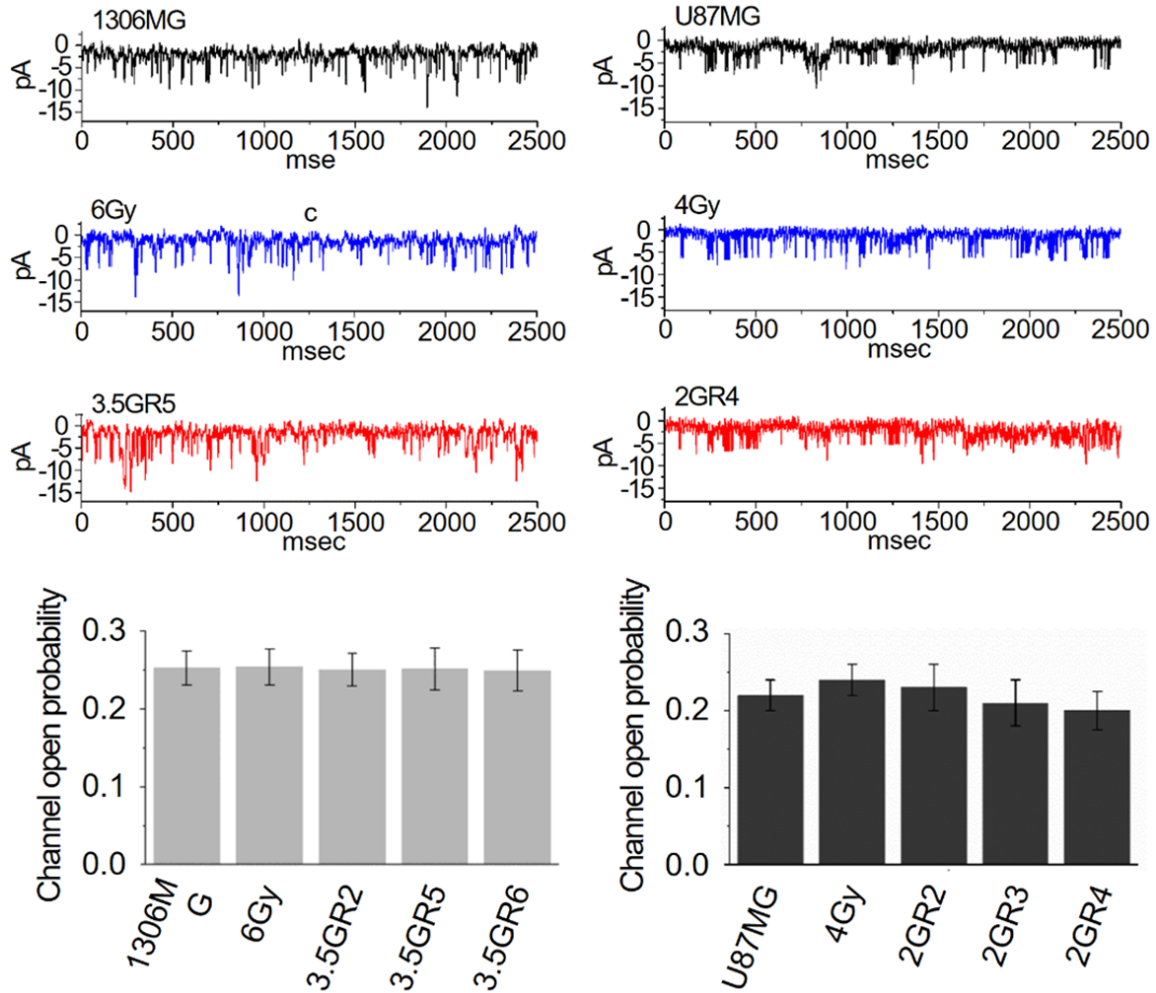 1306MG
0
-5
-10
-15
pA
0 500 1000 1500 2000 2500
mse
U87MG
0
-5
-10
-15
pA
0 500 1000 1500 2000 2500
msec
6Gy c
0
-5
-10
-15
pA
0 500 1000 1500 2000 2500
msec
4Gy
0
-5
-10
-15
pA
0 500 1000 1500 2000 2500
msec
3.5GR5
0
-5
-10
-15
pA
0 500 1000 1500 2000 2500
msec
2GR4
0
-5
-10
-15
pA
0 500 1000 1500 2000 2500
msec
Channel open probability
0.3
0.2
0.1
0.0
1306M
G
6Gy
3.5GR2
3.5GR5
3.5GR6
Channel open probability
0.3
0.2
0.1
0.0
U87MG
4Gy
2GR2
2GR3
2GR4